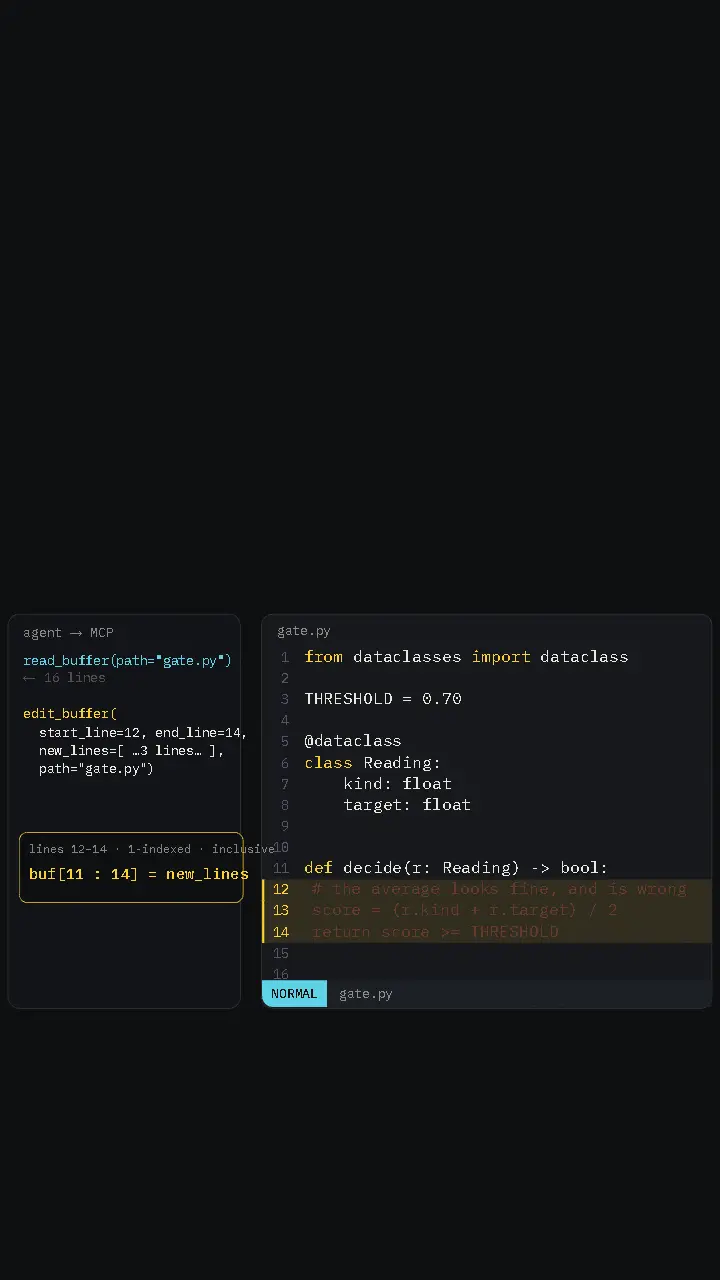 agent → MCP
read_buffer(path="gate.py")
← 16 lines
edit_buffer(
  start_line=12, end_line=14,
  new_lines=[ …3 lines… ],
  path="gate.py")
lines 12–14 · 1-indexed · inclusive
buf[11 : 14] = new_lines
gate.py
1 from dataclasses import dataclass
2
3 THRESHOLD = 0.70
4
5 @dataclass
6 class Reading:
7     kind: float
8     target: float
9
10
11 def decide(r: Reading) -> bool:
12 # the average looks fine, and is wrong
13 score = (r.kind + r.target) / 2
14 return score >= THRESHOLD
15
16
NORMAL gate.py